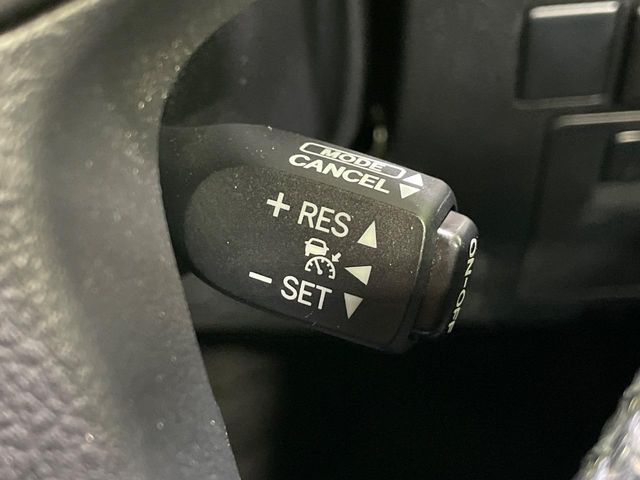 MODE
CANCEL
+ RES
- SET
ON-OFF